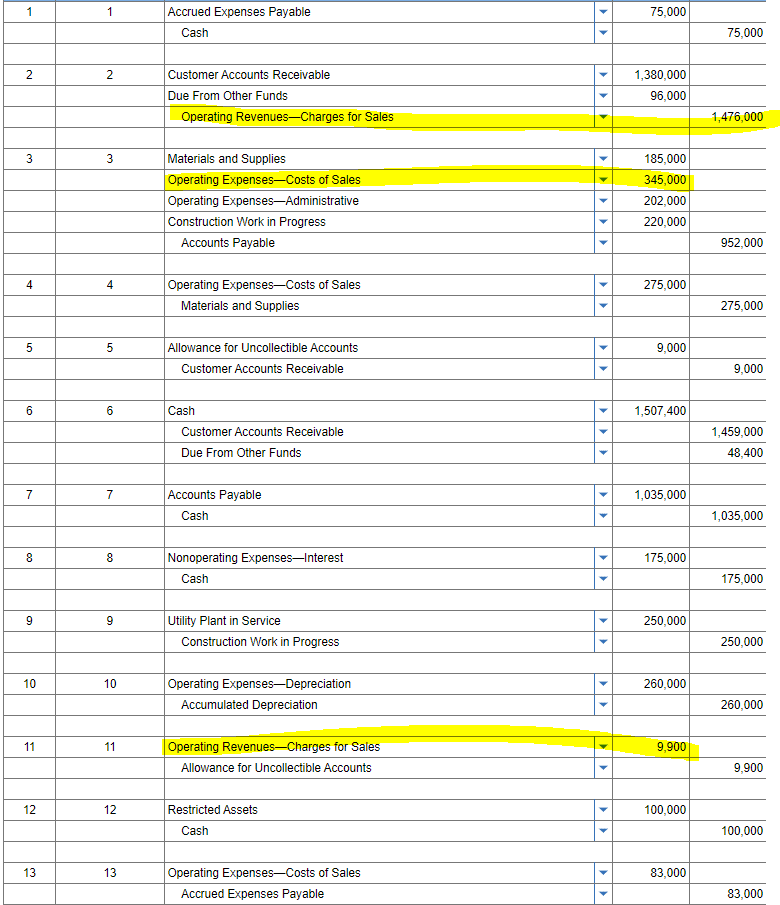 1 1 Accrued Expenses Payable 75,000
Cash 75,000
2 2 Customer Accounts Receivable 1,380,000
Due From Other Funds 96,000
Operating Revenues—Charges for Sales 1,476,000
3 3 Materials and Supplies 185,000
Operating Expenses—Costs of Sales 345,000
Operating Expenses—Administrative 202,000
Construction Work in Progress 220,000
Accounts Payable 952,000
4 4 Operating Expenses—Costs of Sales 275,000
Materials and Supplies 275,000
5 5 Allowance for Uncollectible Accounts 9,000
Customer Accounts Receivable 9,000
6 6 Cash 1,507,400
Customer Accounts Receivable 1,459,000
Due From Other Funds 48,400
7 7 Accounts Payable 1,035,000
Cash 1,035,000
8 8 Nonoperating Expenses—Interest 175,000
Cash 175,000
9 9 Utility Plant in Service 250,000
Construction Work in Progress 250,000
10 10 Operating Expenses—Depreciation 260,000
Accumulated Depreciation 260,000
11 11 Operating Revenues—Charges for Sales 9,900
Allowance for Uncollectible Accounts 9,900
12 12 Restricted Assets 100,000
Cash 100,000
13 13 Operating Expenses—Costs of Sales 83,000
Accrued Expenses Payable 83,000